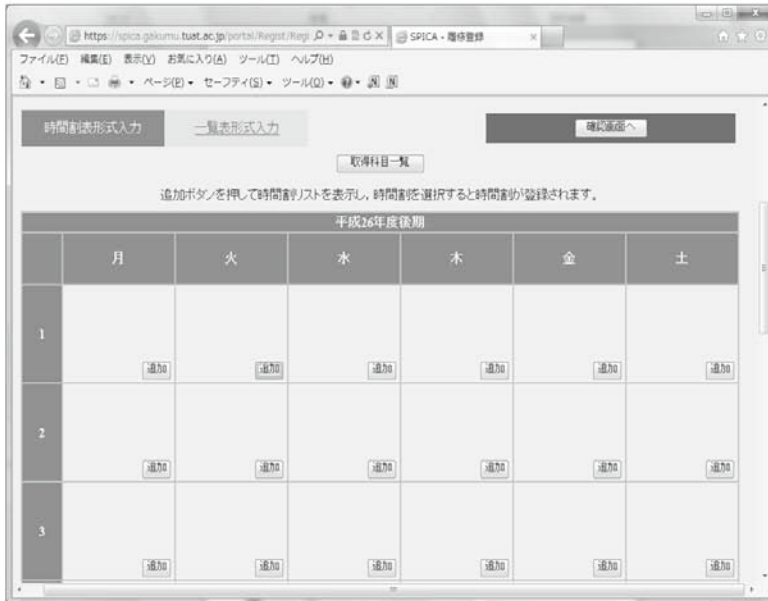 https://spica.gakumu.tuat.ac.jp/portal/Regist/Regi
SPICA - 履修登録
ファイル(F) 編集(E) 表示(V) お気に入り(A) ツール(T) ヘルプ(H)
ページ(P) セーフティ(S) ツール(O)
時間割表形式入力 一覧表形式入力 確認画面へ
取得科目一覧
追加ボタンを押して時間割リストを表示し，時間割を選択すると時間割が登録されます。
平成26年度後期
月 火 水 木 金 土
1
追加 追加 追加 追加 追加 追加
2
追加 追加 追加 追加 追加 追加
3
追加 追加 追加 追加 追加 追加